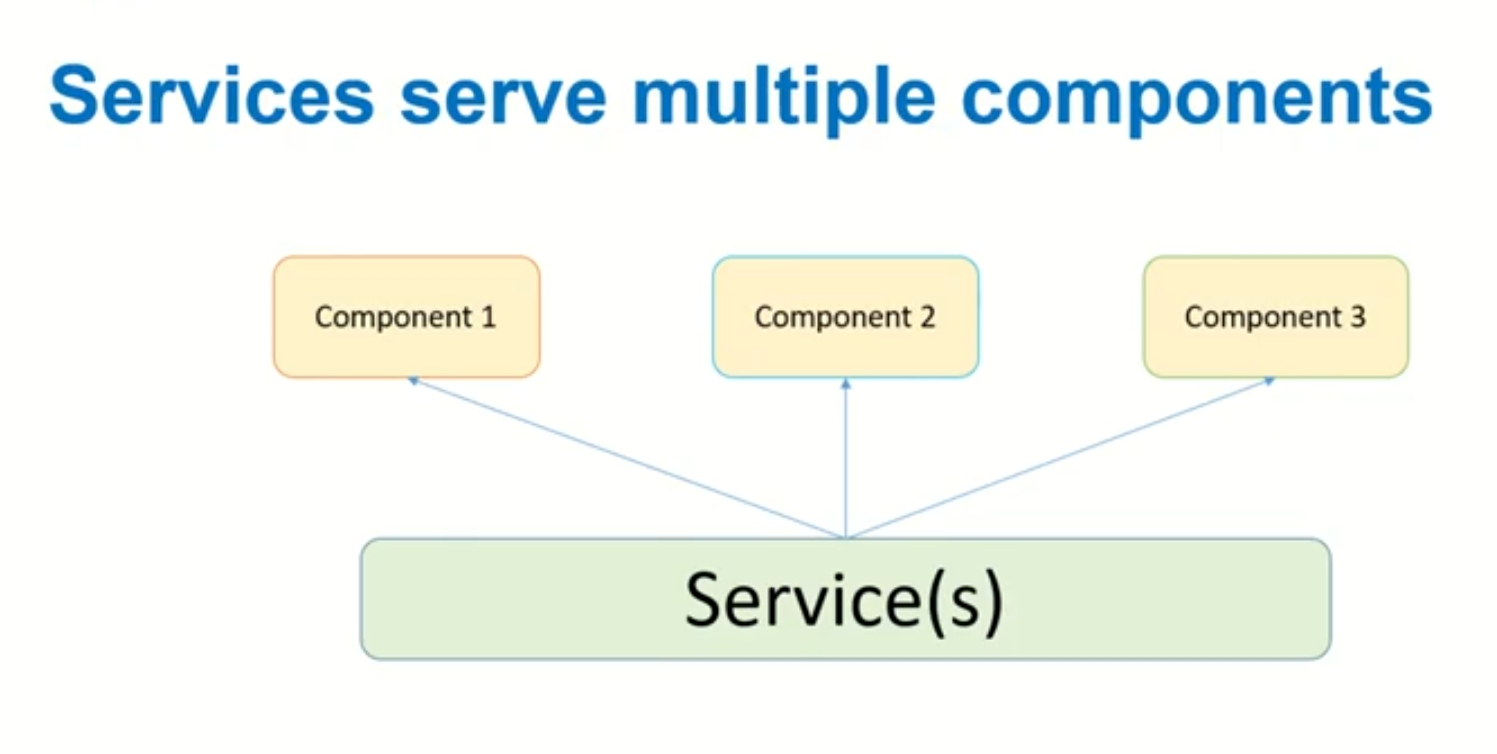 Services serve multiple components
Component 1
Component 2
Component 3
Service(s)